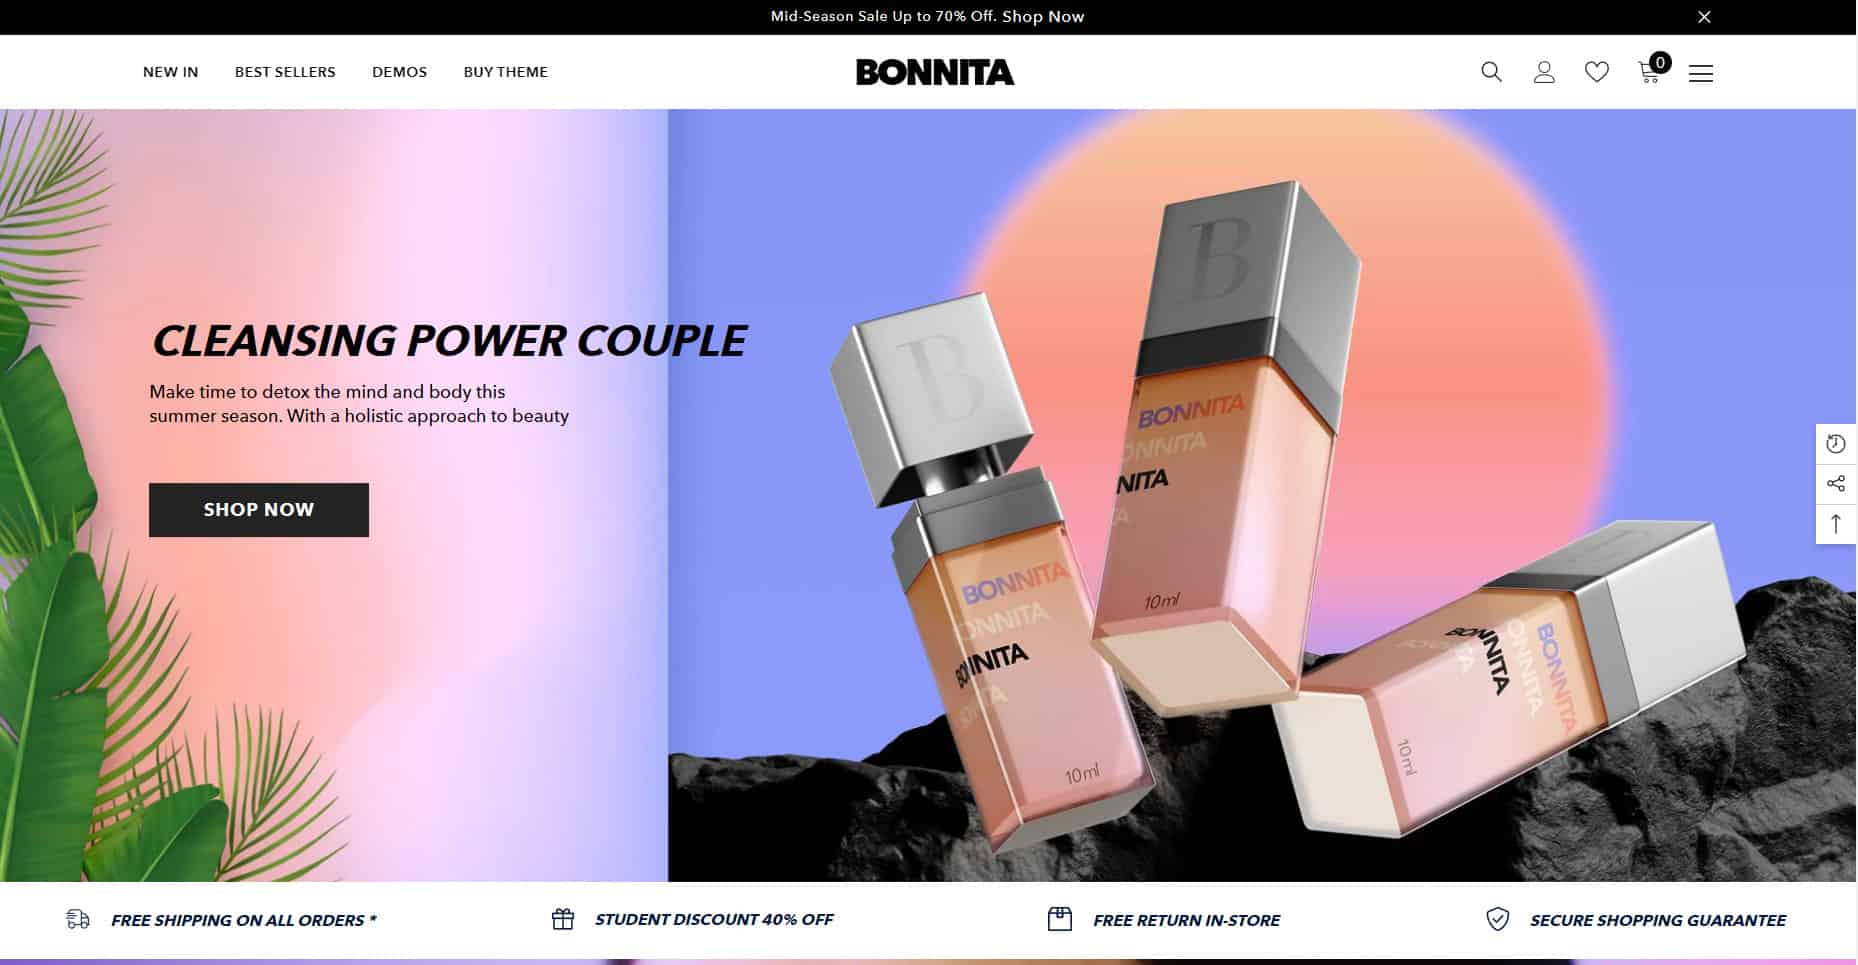 Mid-Season Sale Up to 70% Off. Shop Now
NEW IN
BEST SELLERS
DEMOS
BUY THEME
BONNITA
0
CLEANSING POWER COUPLE
Make time to detox the mind and body this
summer season. With a holistic approach to beauty
SHOP NOW
B
BONNITA
ONNITA
BONNITA
10ml
B
BONNITA
ONNITA
NITA
10ml
B
BONNITA
ONNITA
BONNITA
10ml
FREE SHIPPING ON ALL ORDERS *
STUDENT DISCOUNT 40% OFF
FREE RETURN IN-STORE
SECURE SHOPPING GUARANTEE